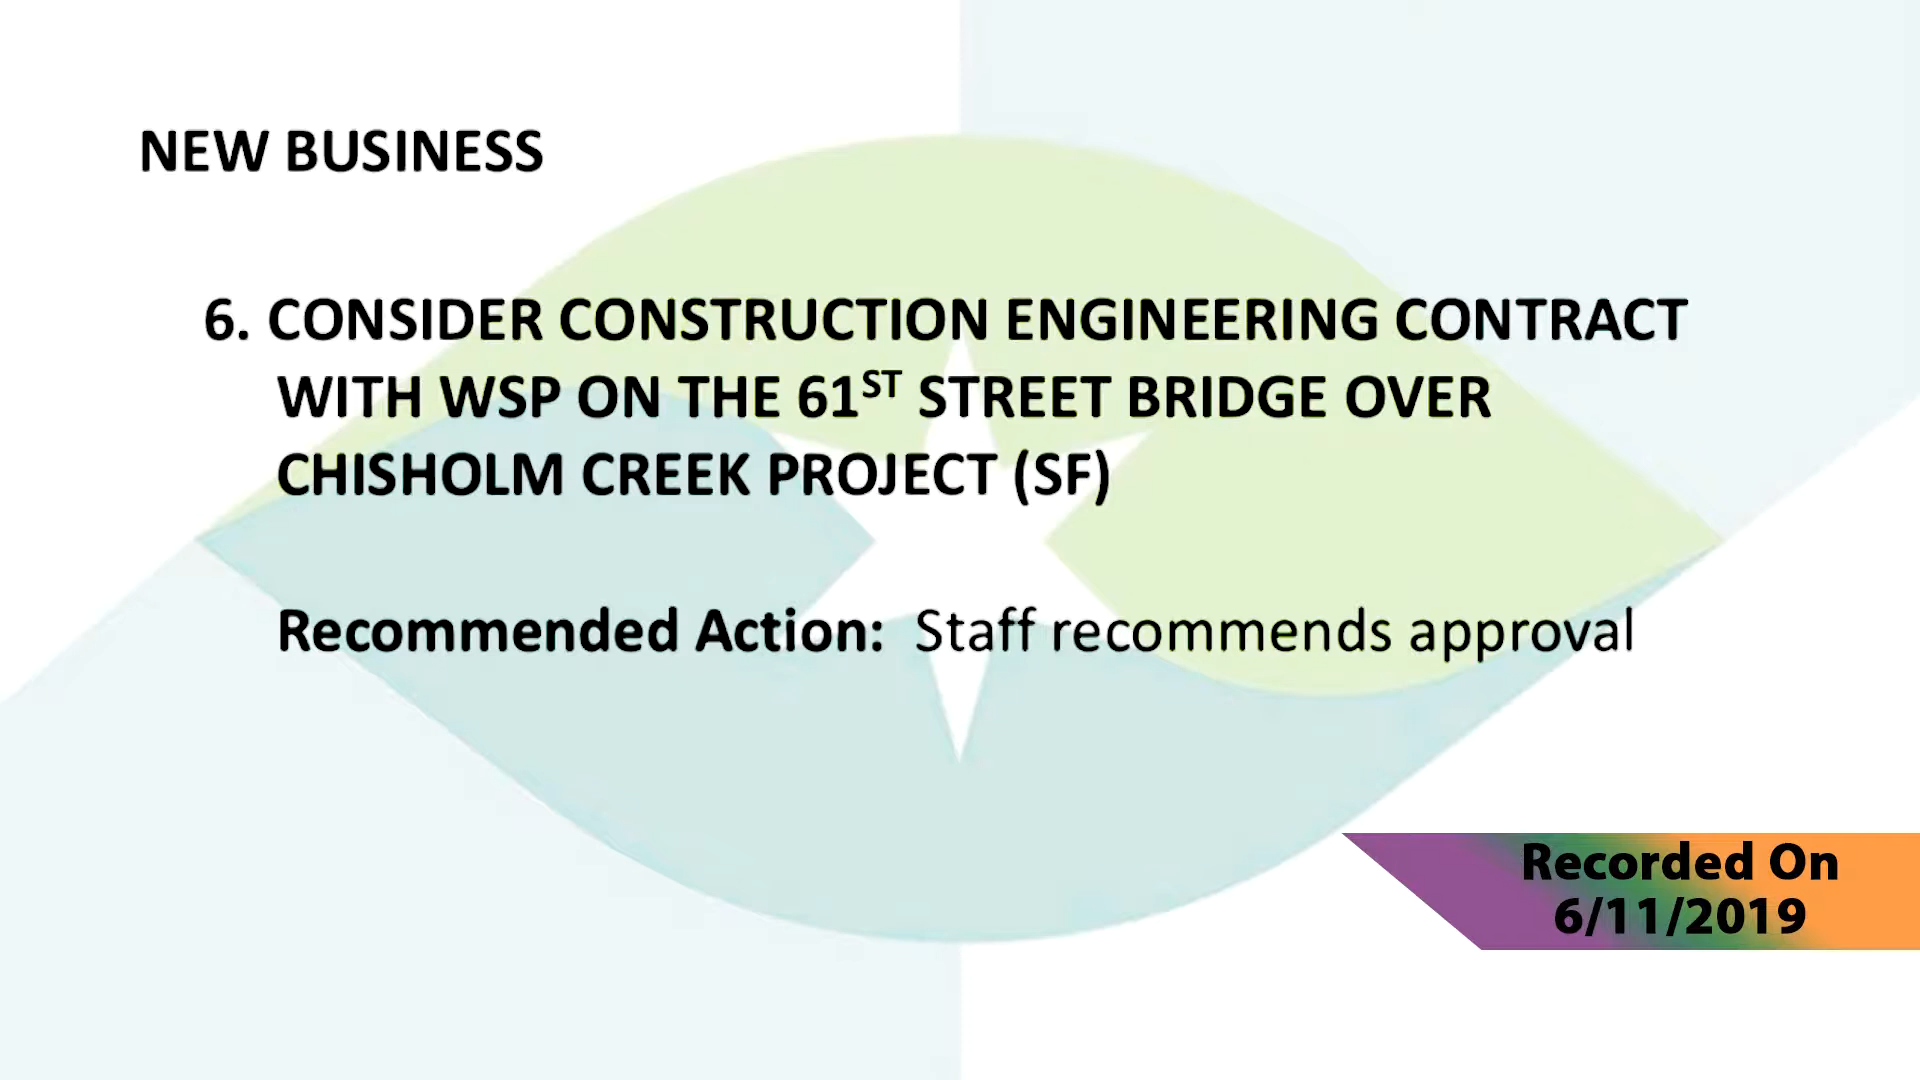 NEW BUSINESS
6. CONSIDER CONSTRUCTION ENGINEERING CONTRACT
WITH WSP ON THE 61ST STREET BRIDGE OVER
CHISHOLM CREEK PROJECT (SF)
Recommended Action: Staff recommends approval
Recorded On
6/11/2019